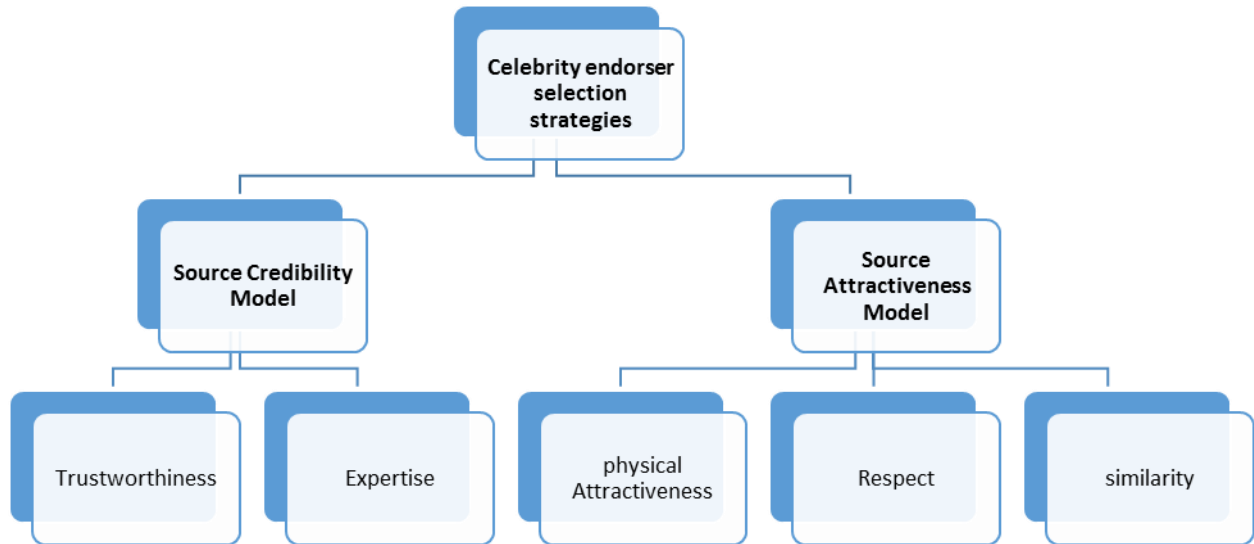 Celebrity endorser
selection
strategies
Source Credibility
Model
Source
Attractiveness
Model
Trustworthiness
Expertise
physical
Attractiveness
Respect
similarity